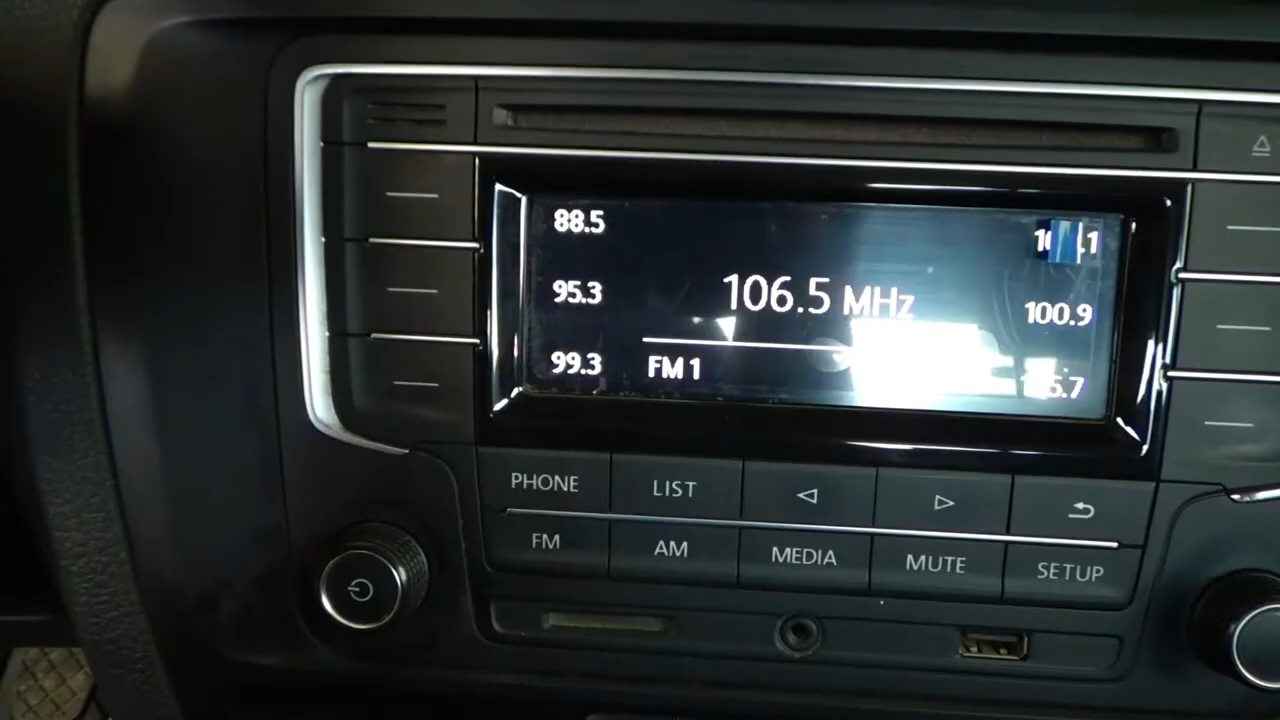 88.5
95.3
106.5 MHz
100.9
99.3
FM 1
PHONE
LIST
FM
AM
MEDIA
MUTE
SETUP